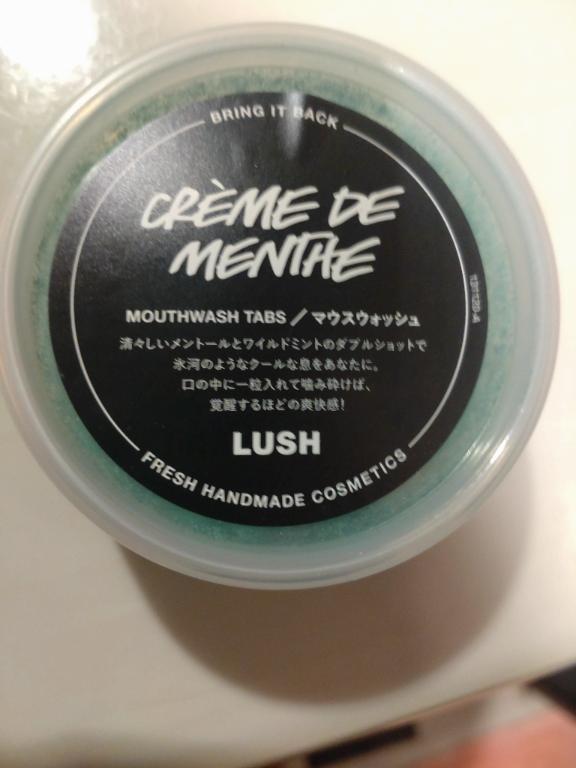 BRING IT BACK
CRÈME DE
MENTHE
MOUTHWASH TABS／マウスウォッシュ
清々しいメントールとワイルドミントのダブルショットで
氷河のようなクールな息をあなたに。
口の中に一粒入れて噛み砕けば、
覚醒するほどの爽快感！
LUSH
FRESH HANDMADE COSMETICS